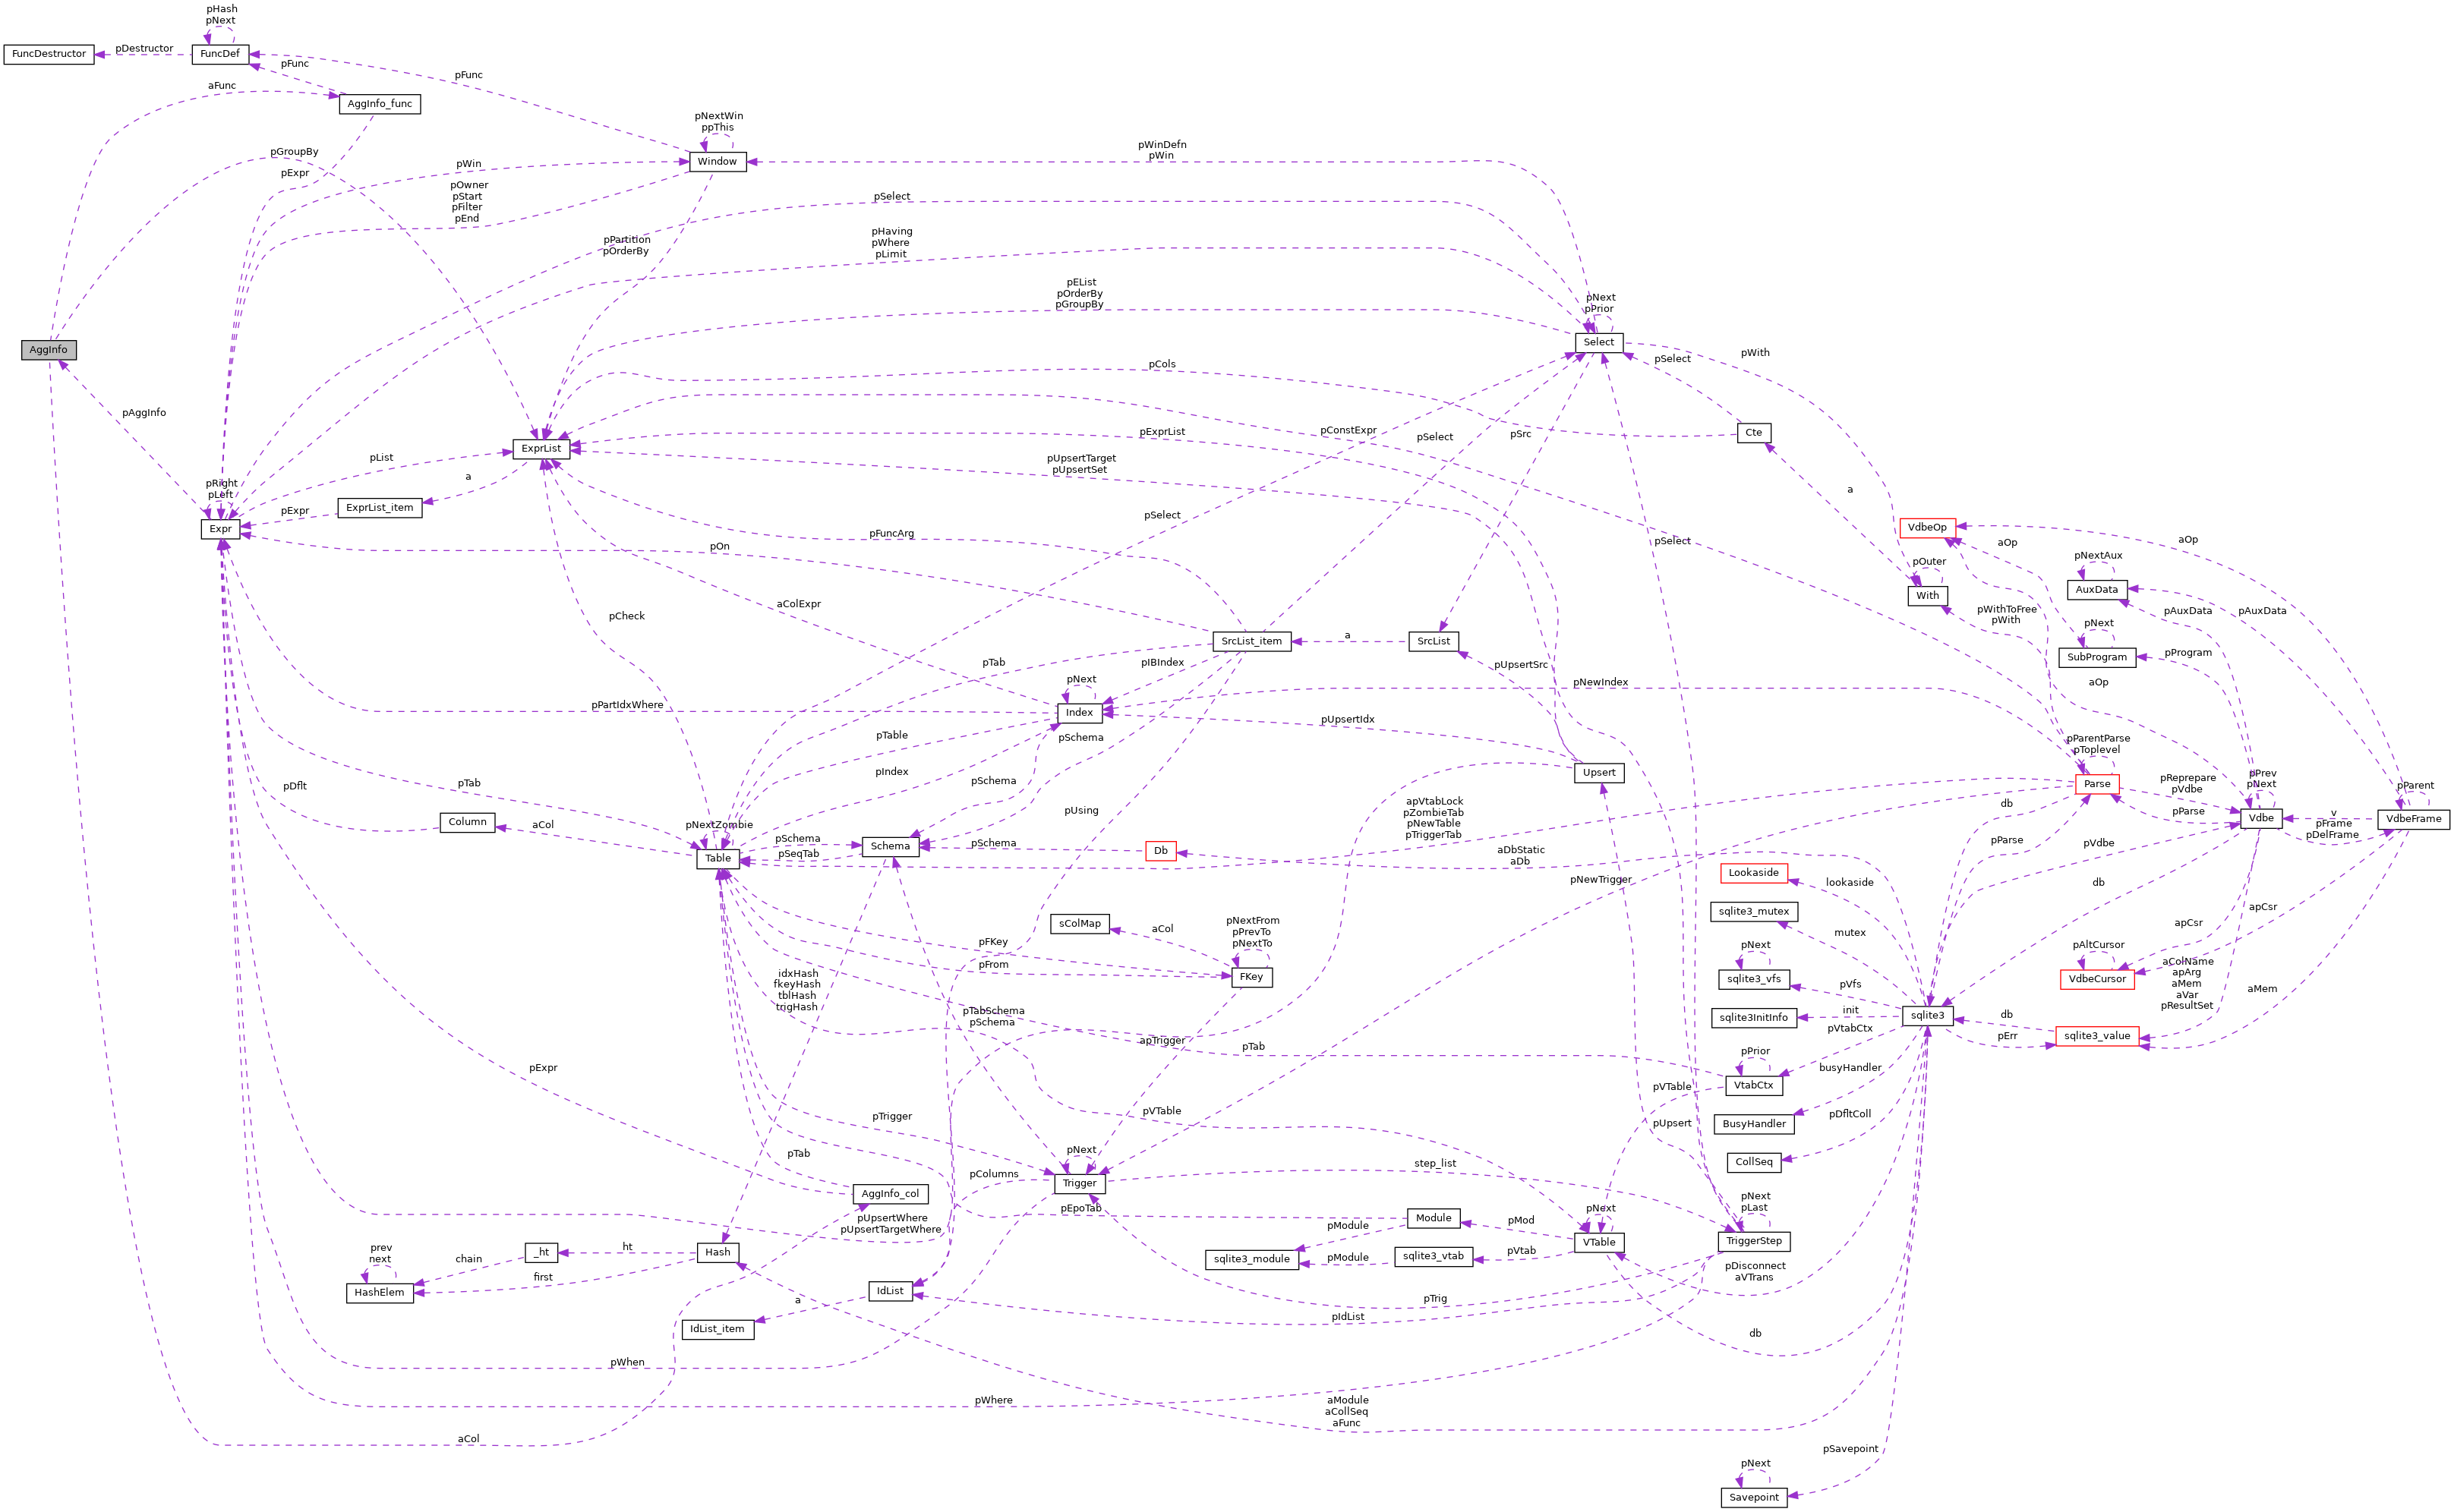 pHash
pNext
FuncDestructor
pDestructor
FuncDef
pFunc
pFunc
aFunc
AggInfo_func
pNextWin
ppThis
pGroupBy
pExpr
pWin
Window
pWinDefn
pWin
pOwner
pStart
pFilter
pEnd
pSelect
pPartition
pOrderBy
pHaving
pWhere
pLimit
pEList
pOrderBy
pGroupBy
pNext
pPrior
Select
AggInfo
pWith
pSelect
pCols
pAggInfo
pConstExpr
pExprList
pSelect
pSrc
Cte
ExprList
pList
pUpsertTarget
pUpsertSet
a
a
pRight
pLeft
ExprList_item
pExpr
Expr
pSelect
pFuncArg
pOn
pSelect
VdbeOp
aOp
aOp
pNextAux
pOuter
With
AuxData
aColExpr
pCheck
pWithToFree
pWith
pAuxData
pAuxData
pNext
SrcList_item
a
SrcList
SubProgram
pProgram
pTab
pIBIndex
pUpsertSrc
pNext
pNewIndex
aOp
pPartIdxWhere
Index
pUpsertIdx
pTable
pSchema
pParentParse
pToplevel
pIndex
pSchema
Upsert
Parse
pReprepare
pVdbe
pPrev
pNext
pParent
pDflt
pTab
pUsing
apVtabLock
pZombieTab
pNewTable
pTriggerTab
db
pParse
Vdbe
v
VdbeFrame
pFrame
pDelFrame
Column
aCol
pNextZombie
pSchema
pSeqTab
Table
Schema
pSchema
Db
aDbStatic
aDb
pParse
pVdbe
Lookaside
lookaside
pNewTrigger
db
sqlite3_mutex
mutex
apCsr
apCsr
sColMap
aCol
pNextFrom
pPrevTo
pNextTo
pFKey
pFrom
FKey
pNext
pAltCursor
sqlite3_vfs
pVfs
VdbeCursor
aColName
apArg
aMem
aVar
pResultSet
aMem
idxHash
fkeyHash
tblHash
trigHash
pTabSchema
pSchema
sqlite3InitInfo
init
sqlite3
db
pErr
sqlite3_value
apTrigger
pTab
pVtabCtx
pPrior
pExpr
busyHandler
VtabCtx
pVTable
pTrigger
pVTable
pUpsert
BusyHandler
pDfltColl
pTab
pNext
step_list
CollSeq
pColumns
Trigger
AggInfo_col
pNext
pLast
pUpsertWhere
pUpsertTargetWhere
pEpoTab
Module
pMod
pNext
pModule
TriggerStep
VTable
prev
next
ht
_ht
Hash
sqlite3_module
pModule
sqlite3_vtab
pVtab
chain
first
pDisconnect
aVTrans
HashElem
IdList
a
pTrig
IdList_item
pIdList
db
pWhen
pWhere
aModule
aCollSeq
aFunc
aCol
pSavepoint
pNext
Savepoint